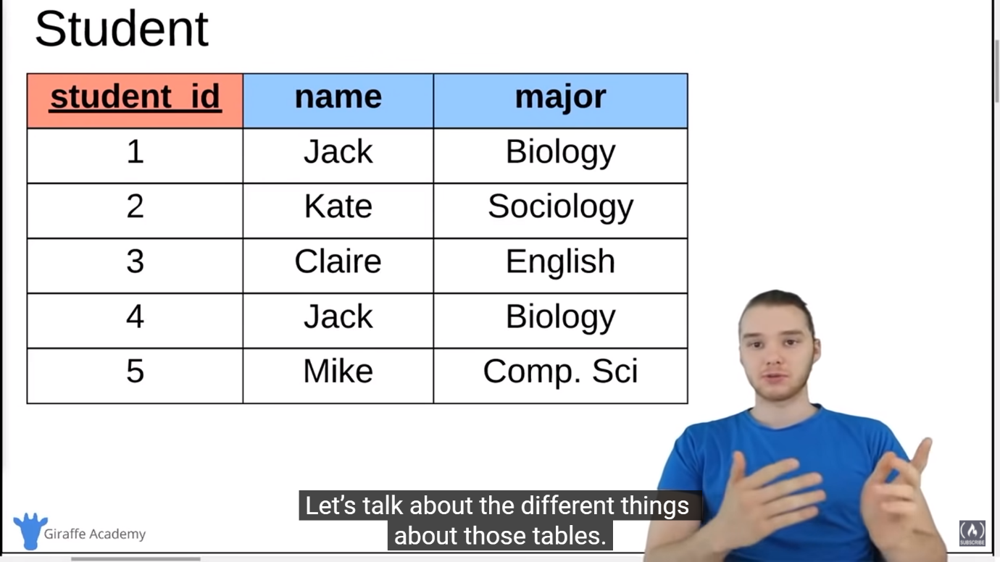 Student
student_id name major
1 Jack Biology
2 Kate Sociology
3 Claire English
4 Jack Biology
5 Mike Comp. Sci
Let's talk about the different things
about those tables.
Giraffe Academy
SUBSCRIBE